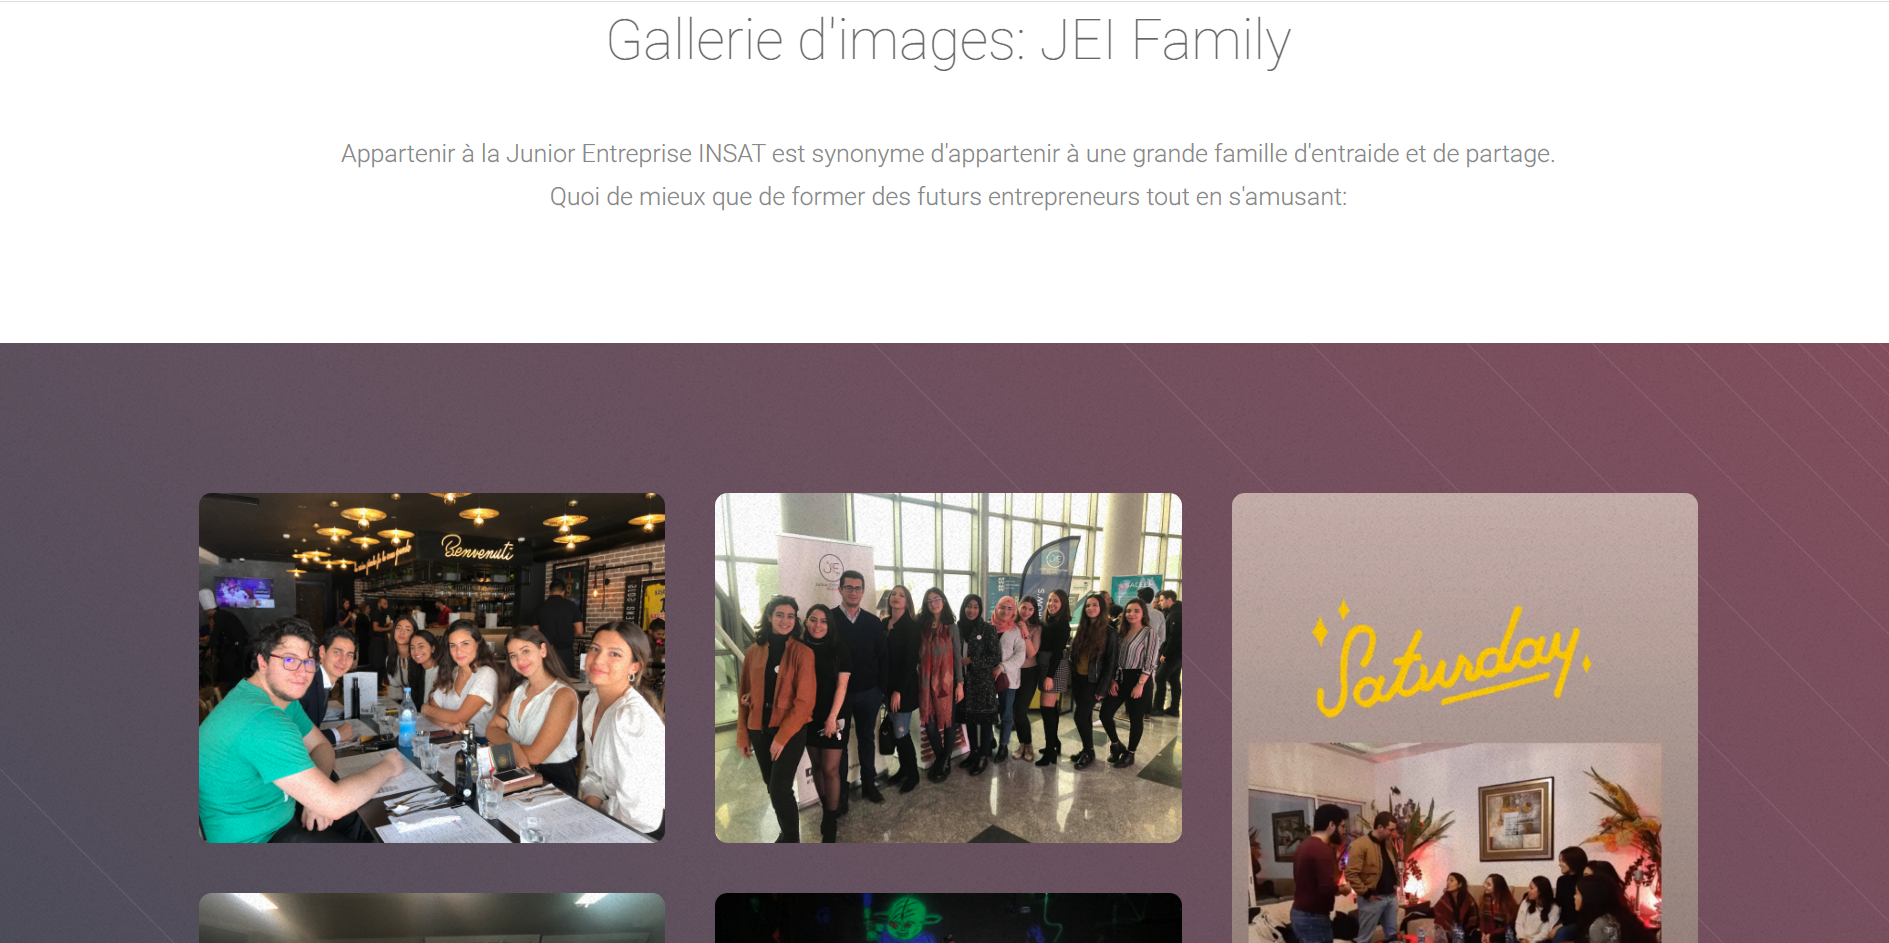 Gallerie d'images: JEI Family
Appartenir à la Junior Entreprise INSAT est synonyme d'appartenir à une grande famille d'entraide et de partage.
Quoi de mieux que de former des futurs entrepreneurs tout en s'amusant:
Benvenuti
JE
Saturday